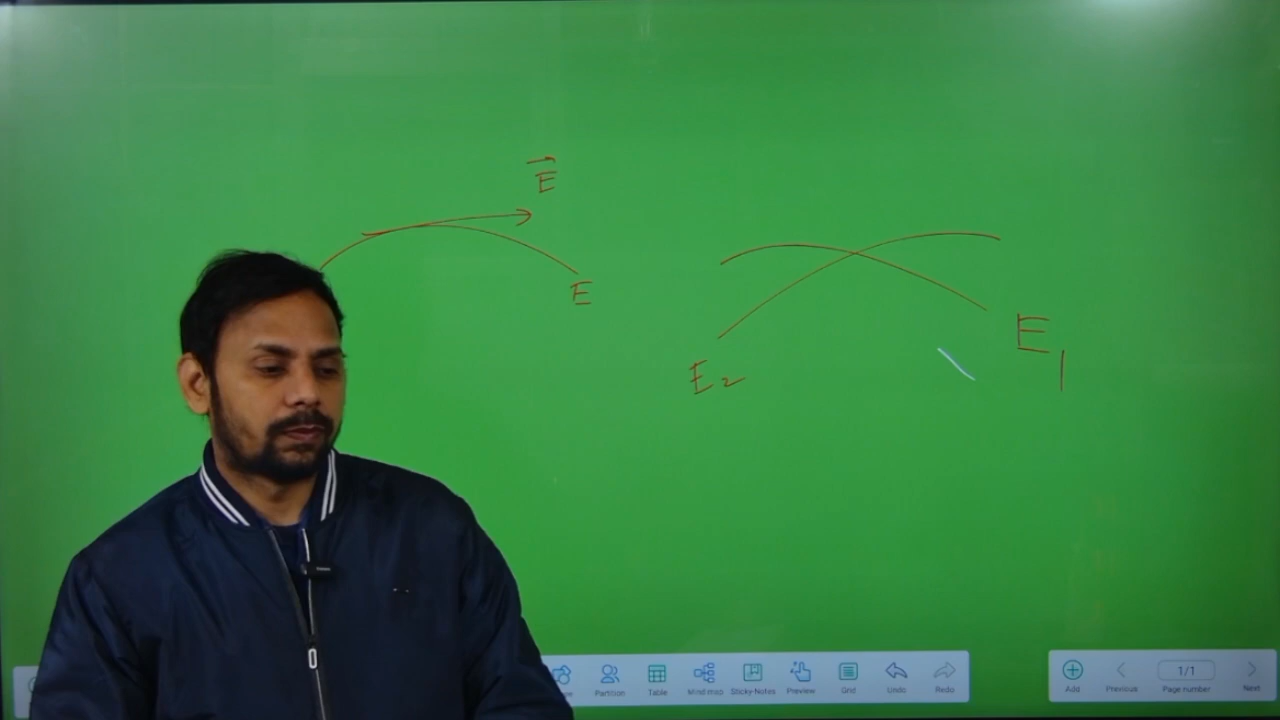 E
E
E₂
E₁
Partition
Table
Mind map
Sticky-Notes
Preview
Grid
Undo
Redo
Add
Previous
1/1
Page number
Next